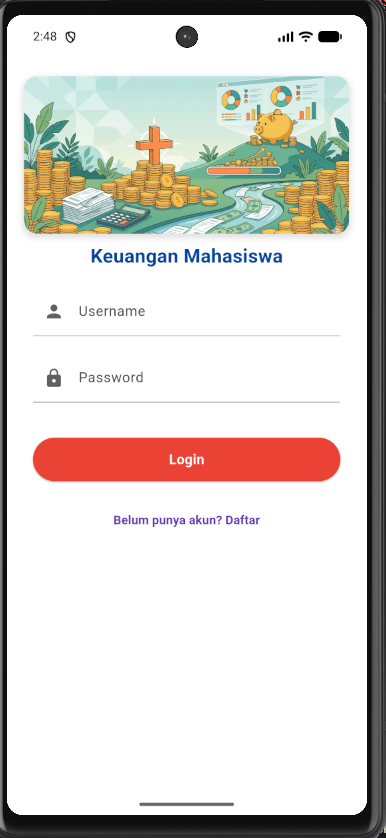 2:48
Keuangan Mahasiswa
Username
Password
Login
Belum punya akun? Daftar